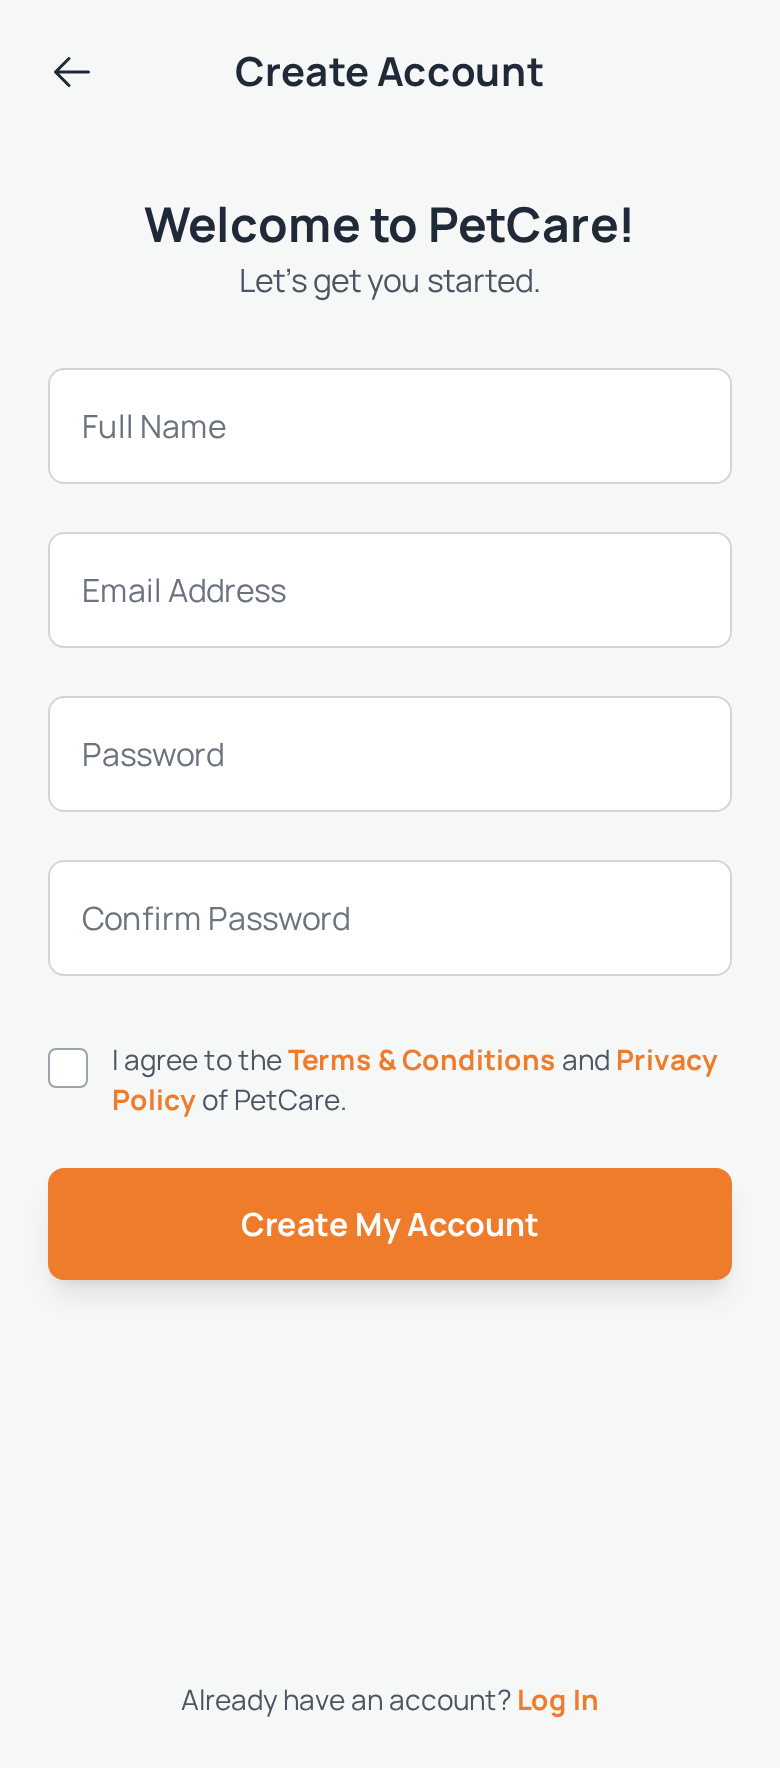 Create Account
Welcome to PetCare!
Let’s get you started.
Full Name
Email Address
Password
Confirm Password
I agree to the Terms & Conditions and Privacy
Policy of PetCare.
Create My Account
Already have an account? Log In